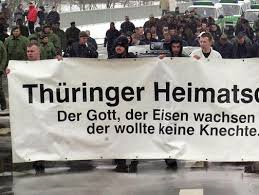 Thüringer Heimatsc
Der Gott, der Eisen wachsen
der wollte keine Knechte.